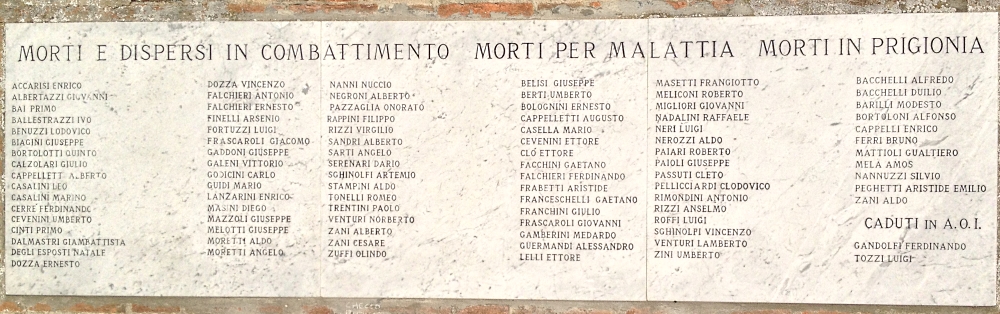 MORTI E DISPERSI IN COMBATTIMENTO
ACCARISI ENRICO
ALBERTAZZI GIOVANNI
BAI PRIMO
BALLESTRAZZI IVO
BENUZZI LODOVICO
BIAGINI GIUSEPPE
BORTOLOTTI QUINTO
CALZOLARI GIULIO
CAPPELLETTI ALBERTO
CASALINI LEO
CASALINI MARINO
CERRÉ FERDINANDO
CEVENINI UMBERTO
CINTI PRIMO
DALMASTRI GIAMBATTISTA
DEGLI ESPOSTI NATALE
DOZZA ERNESTO
DOZZA VINCENZO
FALCHIERI ANTONIO
FALCHIERI ERNESTO
FINELLI ARSENIO
FORTUZZI LUIGI
FRASCAROLI GIACOMO
GADDONI GIUSEPPE
GALENI VITTORIO
GODICINI CARLO
GUIDI MARIO
LANZARINI ENRICO
MASINI DIEGO
MAZZOLI GIUSEPPE
MELOTTI GIUSEPPE
MORETTI ALDO
MORETTI ANGELO
NANNI NUCCIO
NEGRONI ALBERTO
PAZZAGLIA ONORATO
RAPPINI FILIPPO
RIZZI VIRGILIO
SANDRI ALBERTO
SARTI ANGELO
SERENARI DARIO
SGHINOLFI ARTEMIO
STAMPINI ALDO
TONELLI ROMEO
TRENTINI PAOLO
VENTURI NORBERTO
ZANI ALBERTO
ZANI CESARE
ZUFFI OLINDO
MORTI PER MALATTIA
BELISI GIUSEPPE
BERTI UMBERTO
BOLOGNINI ERNESTO
CAPPELLETTI AUGUSTO
CASELLA MARIO
CEVENINI ETTORE
CLÒ ETTORE
FACCHINI GAETANO
FALCHIERI FERDINANDO
FRABETTI ARISTIDE
FRANCESCHELLI GAETANO
FRANCHINI GIULIO
FRASCAROLI GIOVANNI
GAMBERINI MEDARDO
GUERMANDI ALESSANDRO
LELLI ETTORE
MASETTI FRANGIOTTO
MELICONI ROBERTO
MIGLIORI GIOVANNI
NADALINI RAFFAELE
NERI LUIGI
NEROZZI ALDO
PAIARI ROBERTO
PAIOLI GIUSEPPE
PASSUTI CLETO
PELLICCIARDI CLODOVICO
RIMONDINI ANTONIO
RIZZI ANSELMO
ROFFI LUIGI
SGHINOLFI VINCENZO
VENTURI LAMBERTO
ZINI UMBERTO
MORTI IN PRIGIONIA
BACCHELLI ALFREDO
BACCHELLI DUILIO
BARILLI MODESTO
BORTOLONI ALFONSO
CAPPELLI ENRICO
FERRI BRUNO
MATTIOLI GUALTIERO
MELA AMOS
NANNUZZI SILVIO
PEGHETTI ARISTIDE EMILIO
ZANI ALDO
CADUTI IN A.O.I.
GANDOLFI FERDINANDO
TOZZI LUIGI